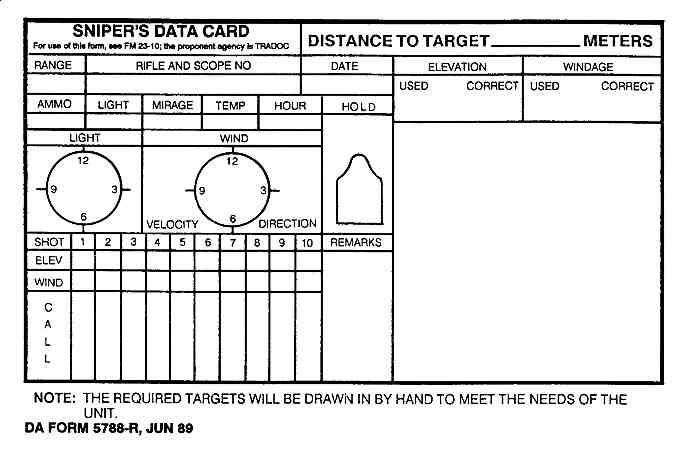 SNIPER'S DATA CARD
For use of this form, see FM 23-10; the proponent agency is TRADOC
DISTANCE TO TARGET__________ METERS
RANGE RIFLE AND SCOPE NO DATE ELEVATION WINDAGE
USED CORRECT USED CORRECT
AMMO LIGHT MIRAGE TEMP HOUR HOLD
LIGHT WIND
12 12
9 3 9 3
6 6
VELOCITY DIRECTION
SHOT 1 2 3 4 5 6 7 8 9 10 REMARKS
ELEV
WIND
C
A
L
L
NOTE: THE REQUIRED TARGETS WILL BE DRAWN IN BY HAND TO MEET THE NEEDS OF THE
UNIT.
DA FORM 5788-R, JUN 89